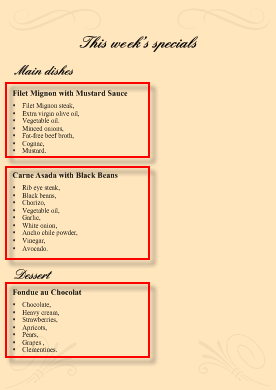 This week's specials
Main dishes
Filet Mignon with Mustard Sauce
• Filet Mignon steak,
• Extra virgin olive oil,
• Vegetable oil.
• Minced onions,
• Fat-free beef broth,
• Cognac,
• Mustard.
Carne Asada with Black Beans
• Rib eye steak,
• Black beans,
• Chorizo,
• Vegetable oil,
• Garlic,
• White onion,
• Ancho chile powder,
• Vinegar,
• Avocado.
Dessert
Fondue au Chocolat
• Chocolate,
• Heavy cream,
• Strawberries,
• Apricots,
• Pears,
• Grapes ,
• Clementines.